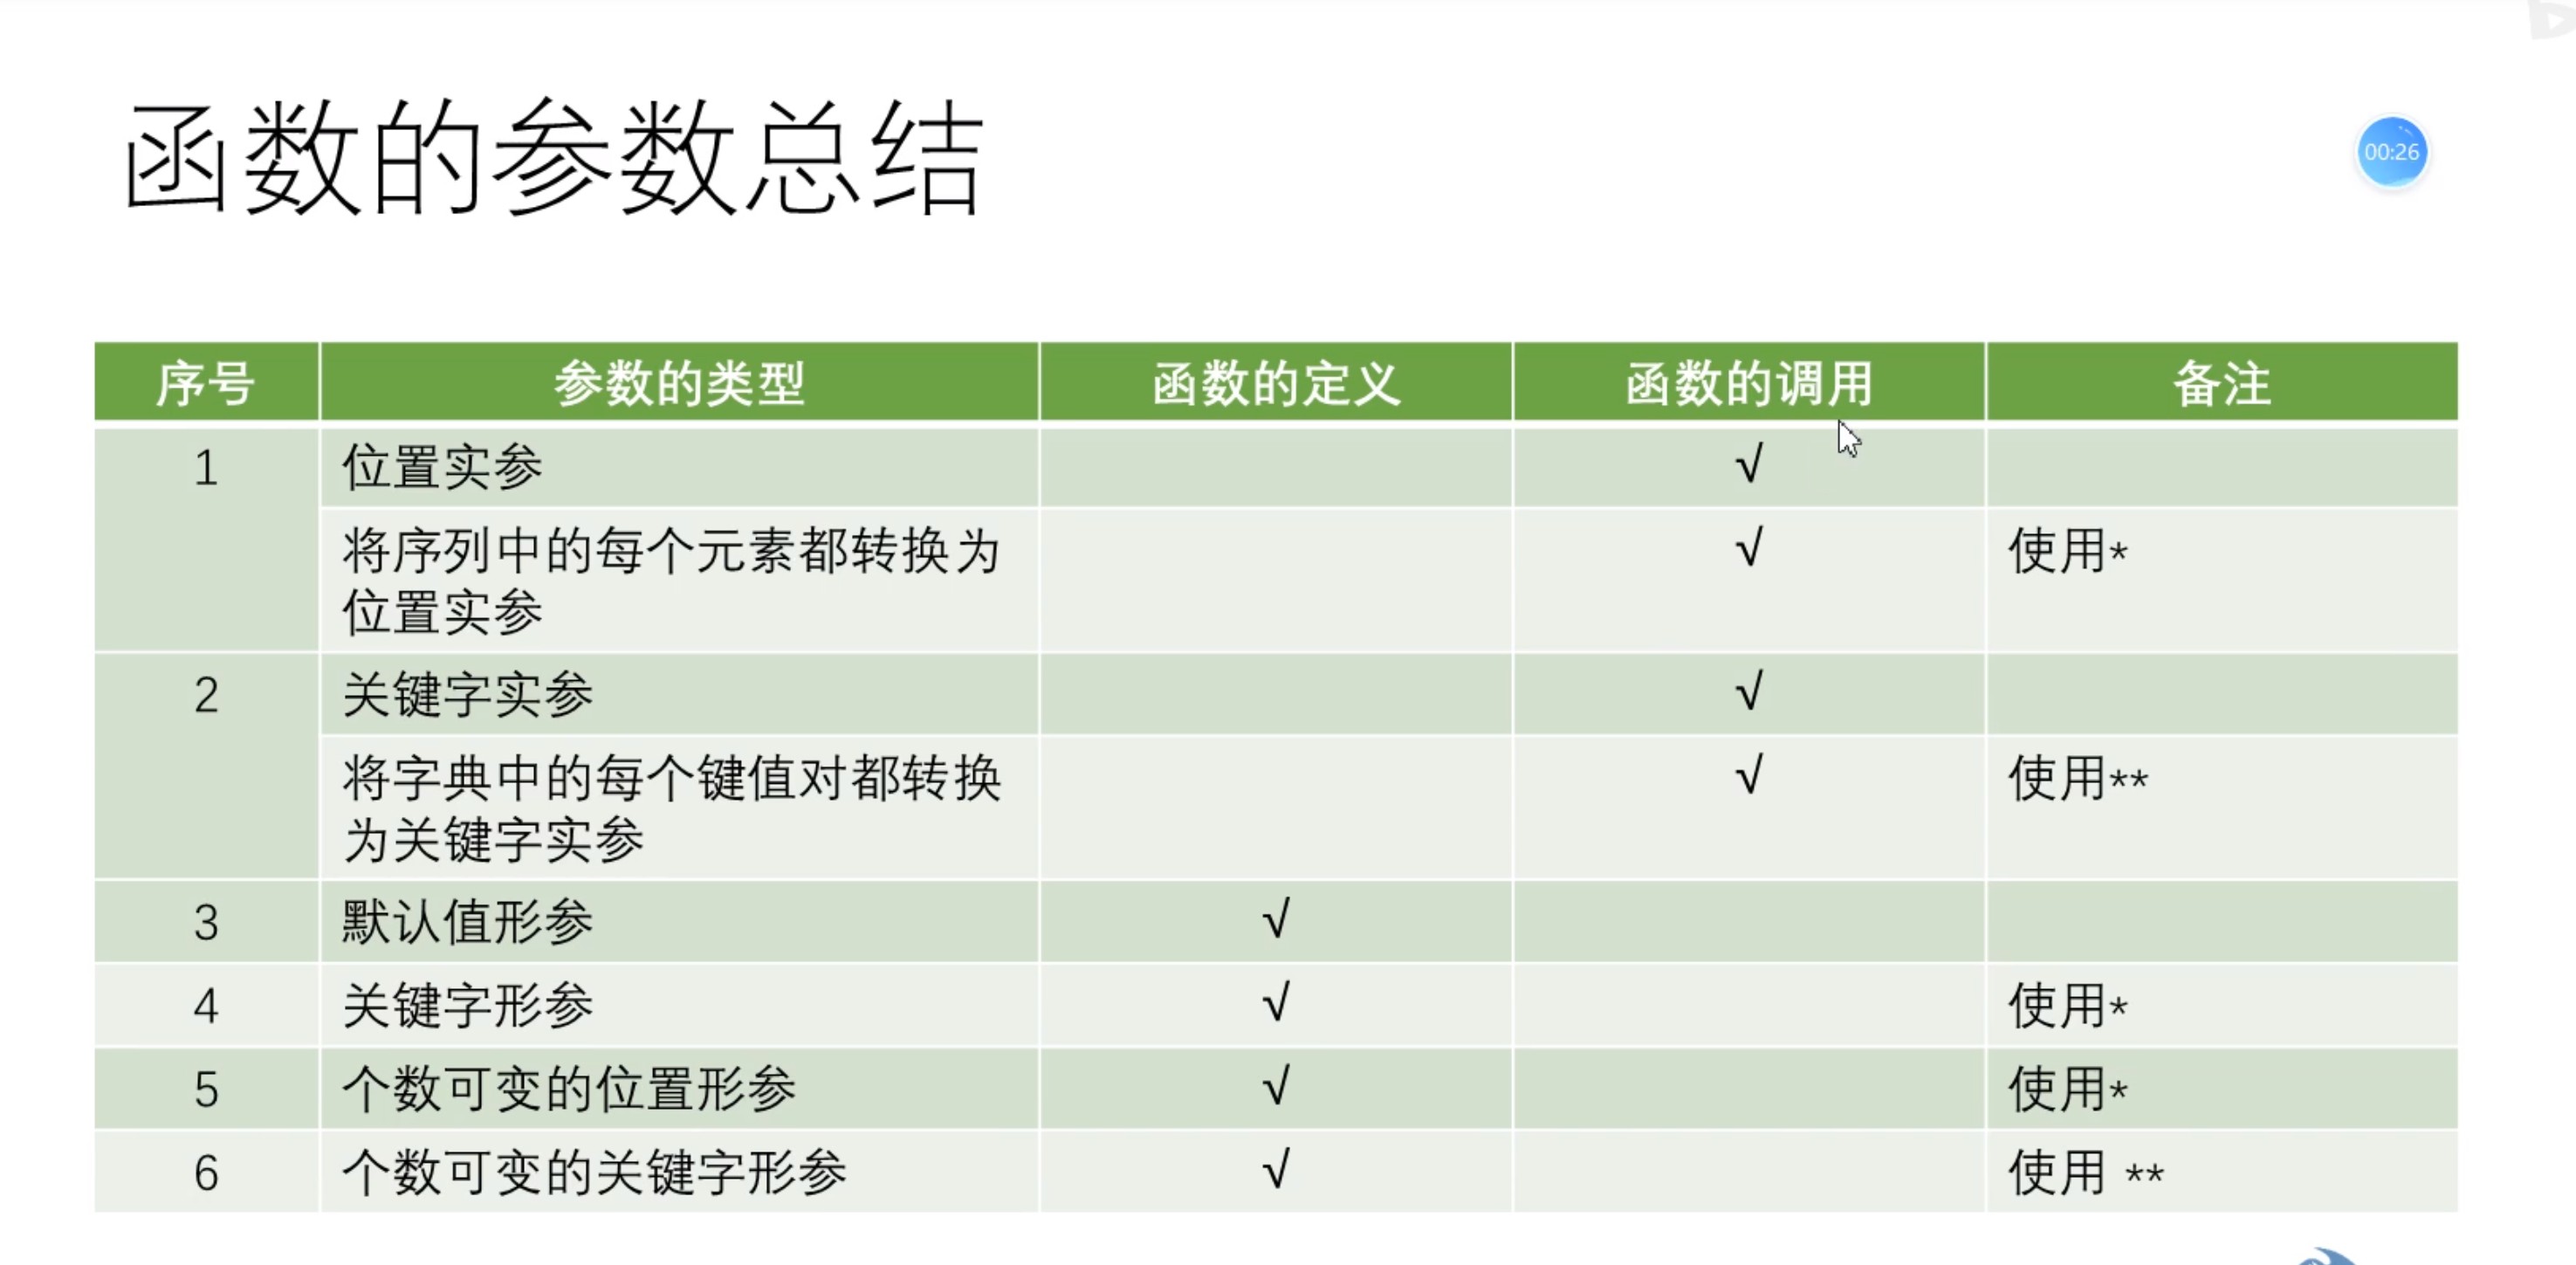 函数的参数总结
00:26
序号 参数的类型 函数的定义 函数的调用 备注
1 位置实参 √
将序列中的每个元素都转换为 √ 使用*
位置实参
2 关键字实参 √
将字典中的每个键值对都转换 √ 使用**
为关键字实参
3 默认值形参 √
4 关键字形参 √ 使用*
5 个数可变的位置形参 √ 使用*
6 个数可变的关键字形参 √ 使用 **